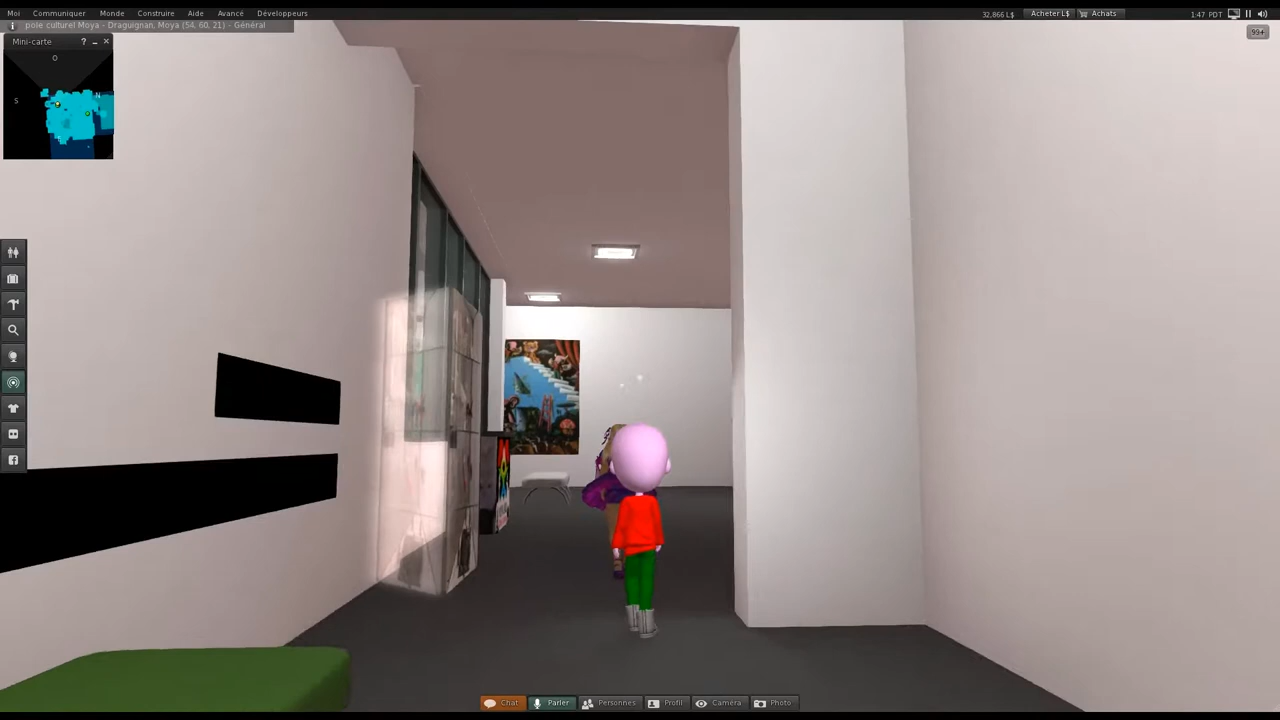 Moi Communiquer Monde Construire Aide Avancé Développeurs 32,866 L$ Acheter L$ Achats 1:47 PDT
pole culturel Moya - Draguignan, Moya (54, 60, 21) - Général
99+
Mini-carte ? _ ×
O
S
N
Chat Parler Personnes Profil Caméra Photo